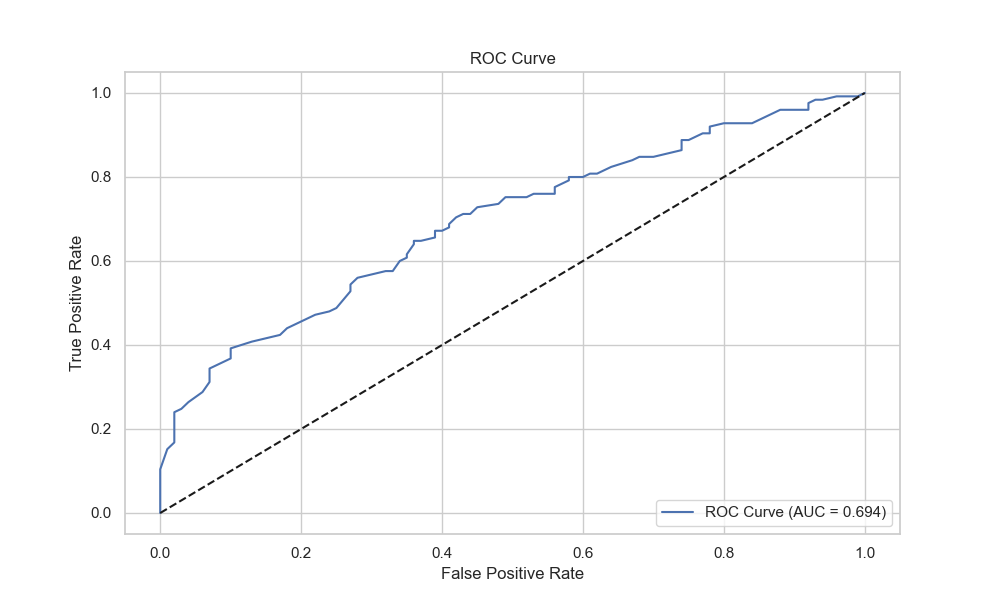 ROC Curve
1.0
0.8
0.6
0.4
0.2
0.0
True Positive Rate
ROC Curve (AUC = 0.694)
0.0 0.2 0.4 0.6 0.8 1.0
False Positive Rate